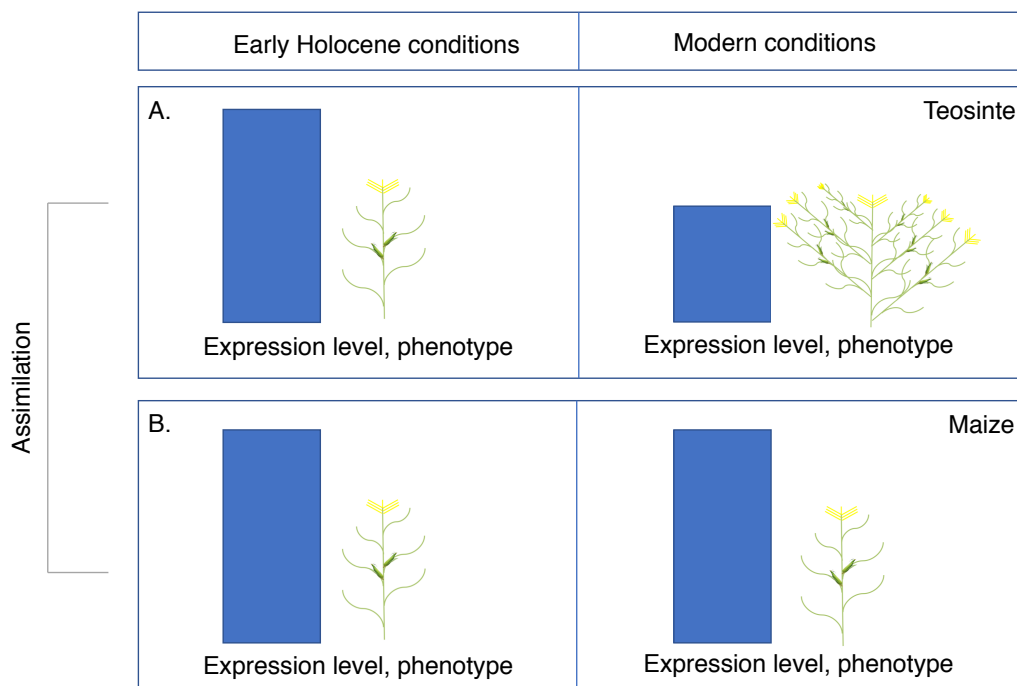 Early Holocene conditions
Modern conditions
A.
Teosinte
Expression level, phenotype
Expression level, phenotype
Assimilation
B.
Maize
Expression level, phenotype
Expression level, phenotype